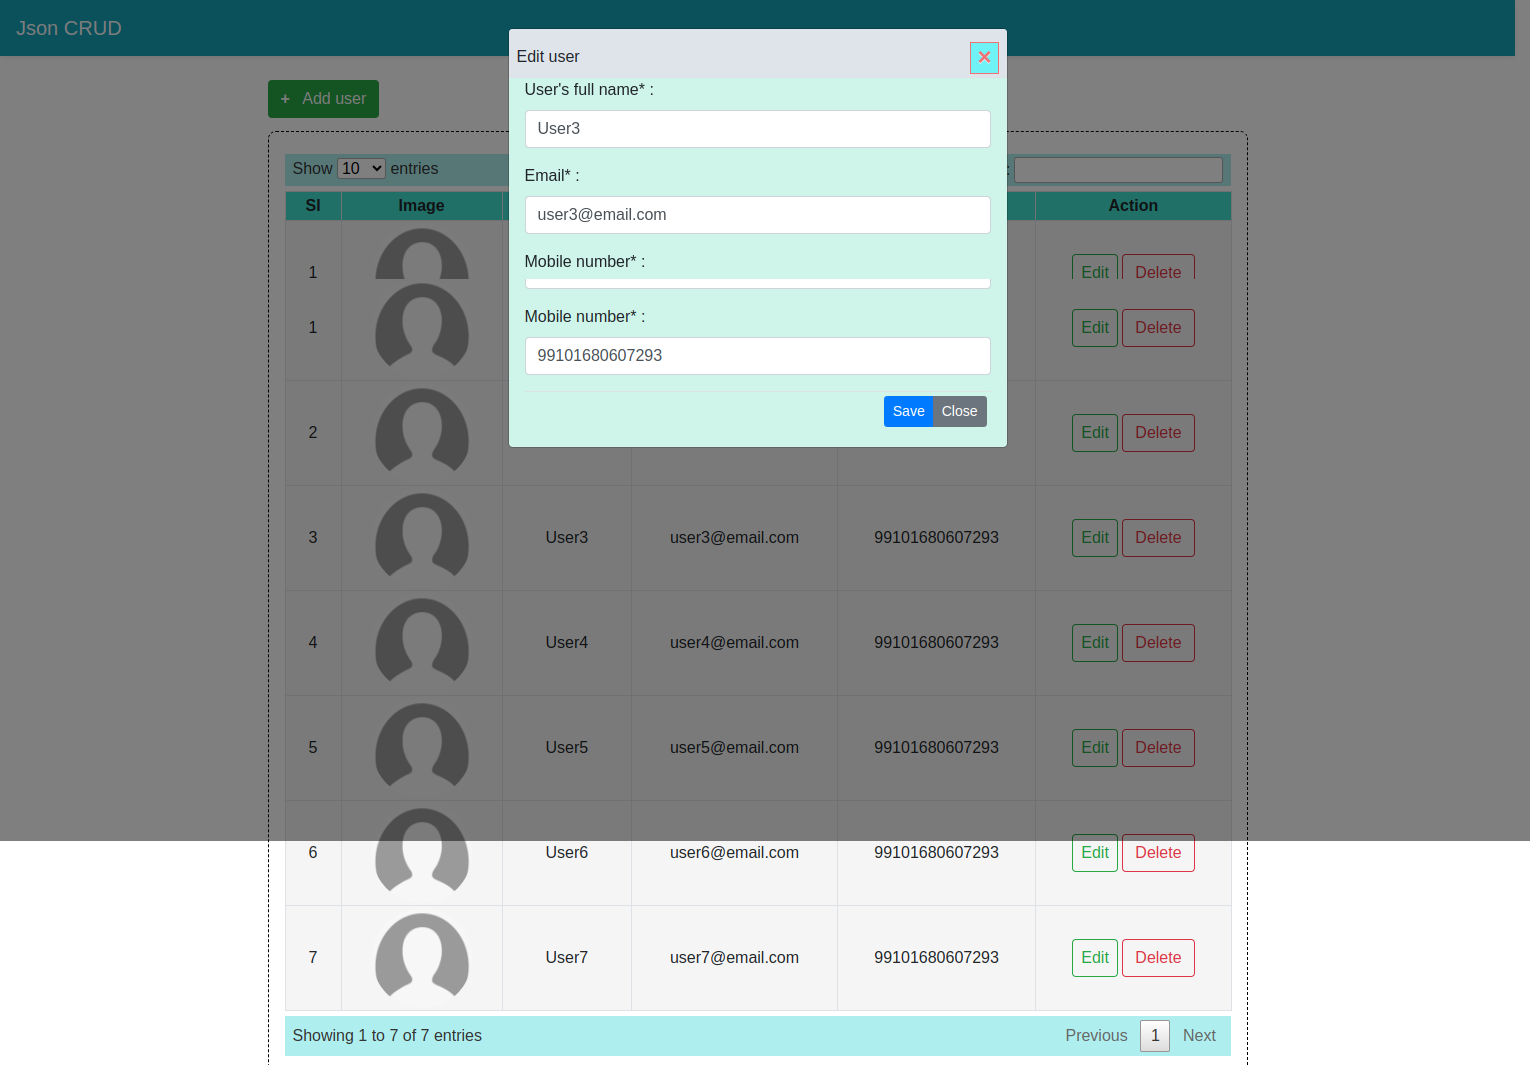 Json CRUD
Edit user
×
+ Add user
User's full name* :
User3
Show 10 entries
:
Email* :
Sl Image Action
user3@email.com
Mobile number* :
1 Edit Delete
Mobile number* :
1 Edit Delete
99101680607293
Save Close
2 Edit Delete
3 User3 user3@email.com 99101680607293 Edit Delete
4 User4 user4@email.com 99101680607293 Edit Delete
5 User5 user5@email.com 99101680607293 Edit Delete
6 User6 user6@email.com 99101680607293 Edit Delete
7 User7 user7@email.com 99101680607293 Edit Delete
Showing 1 to 7 of 7 entries Previous 1 Next